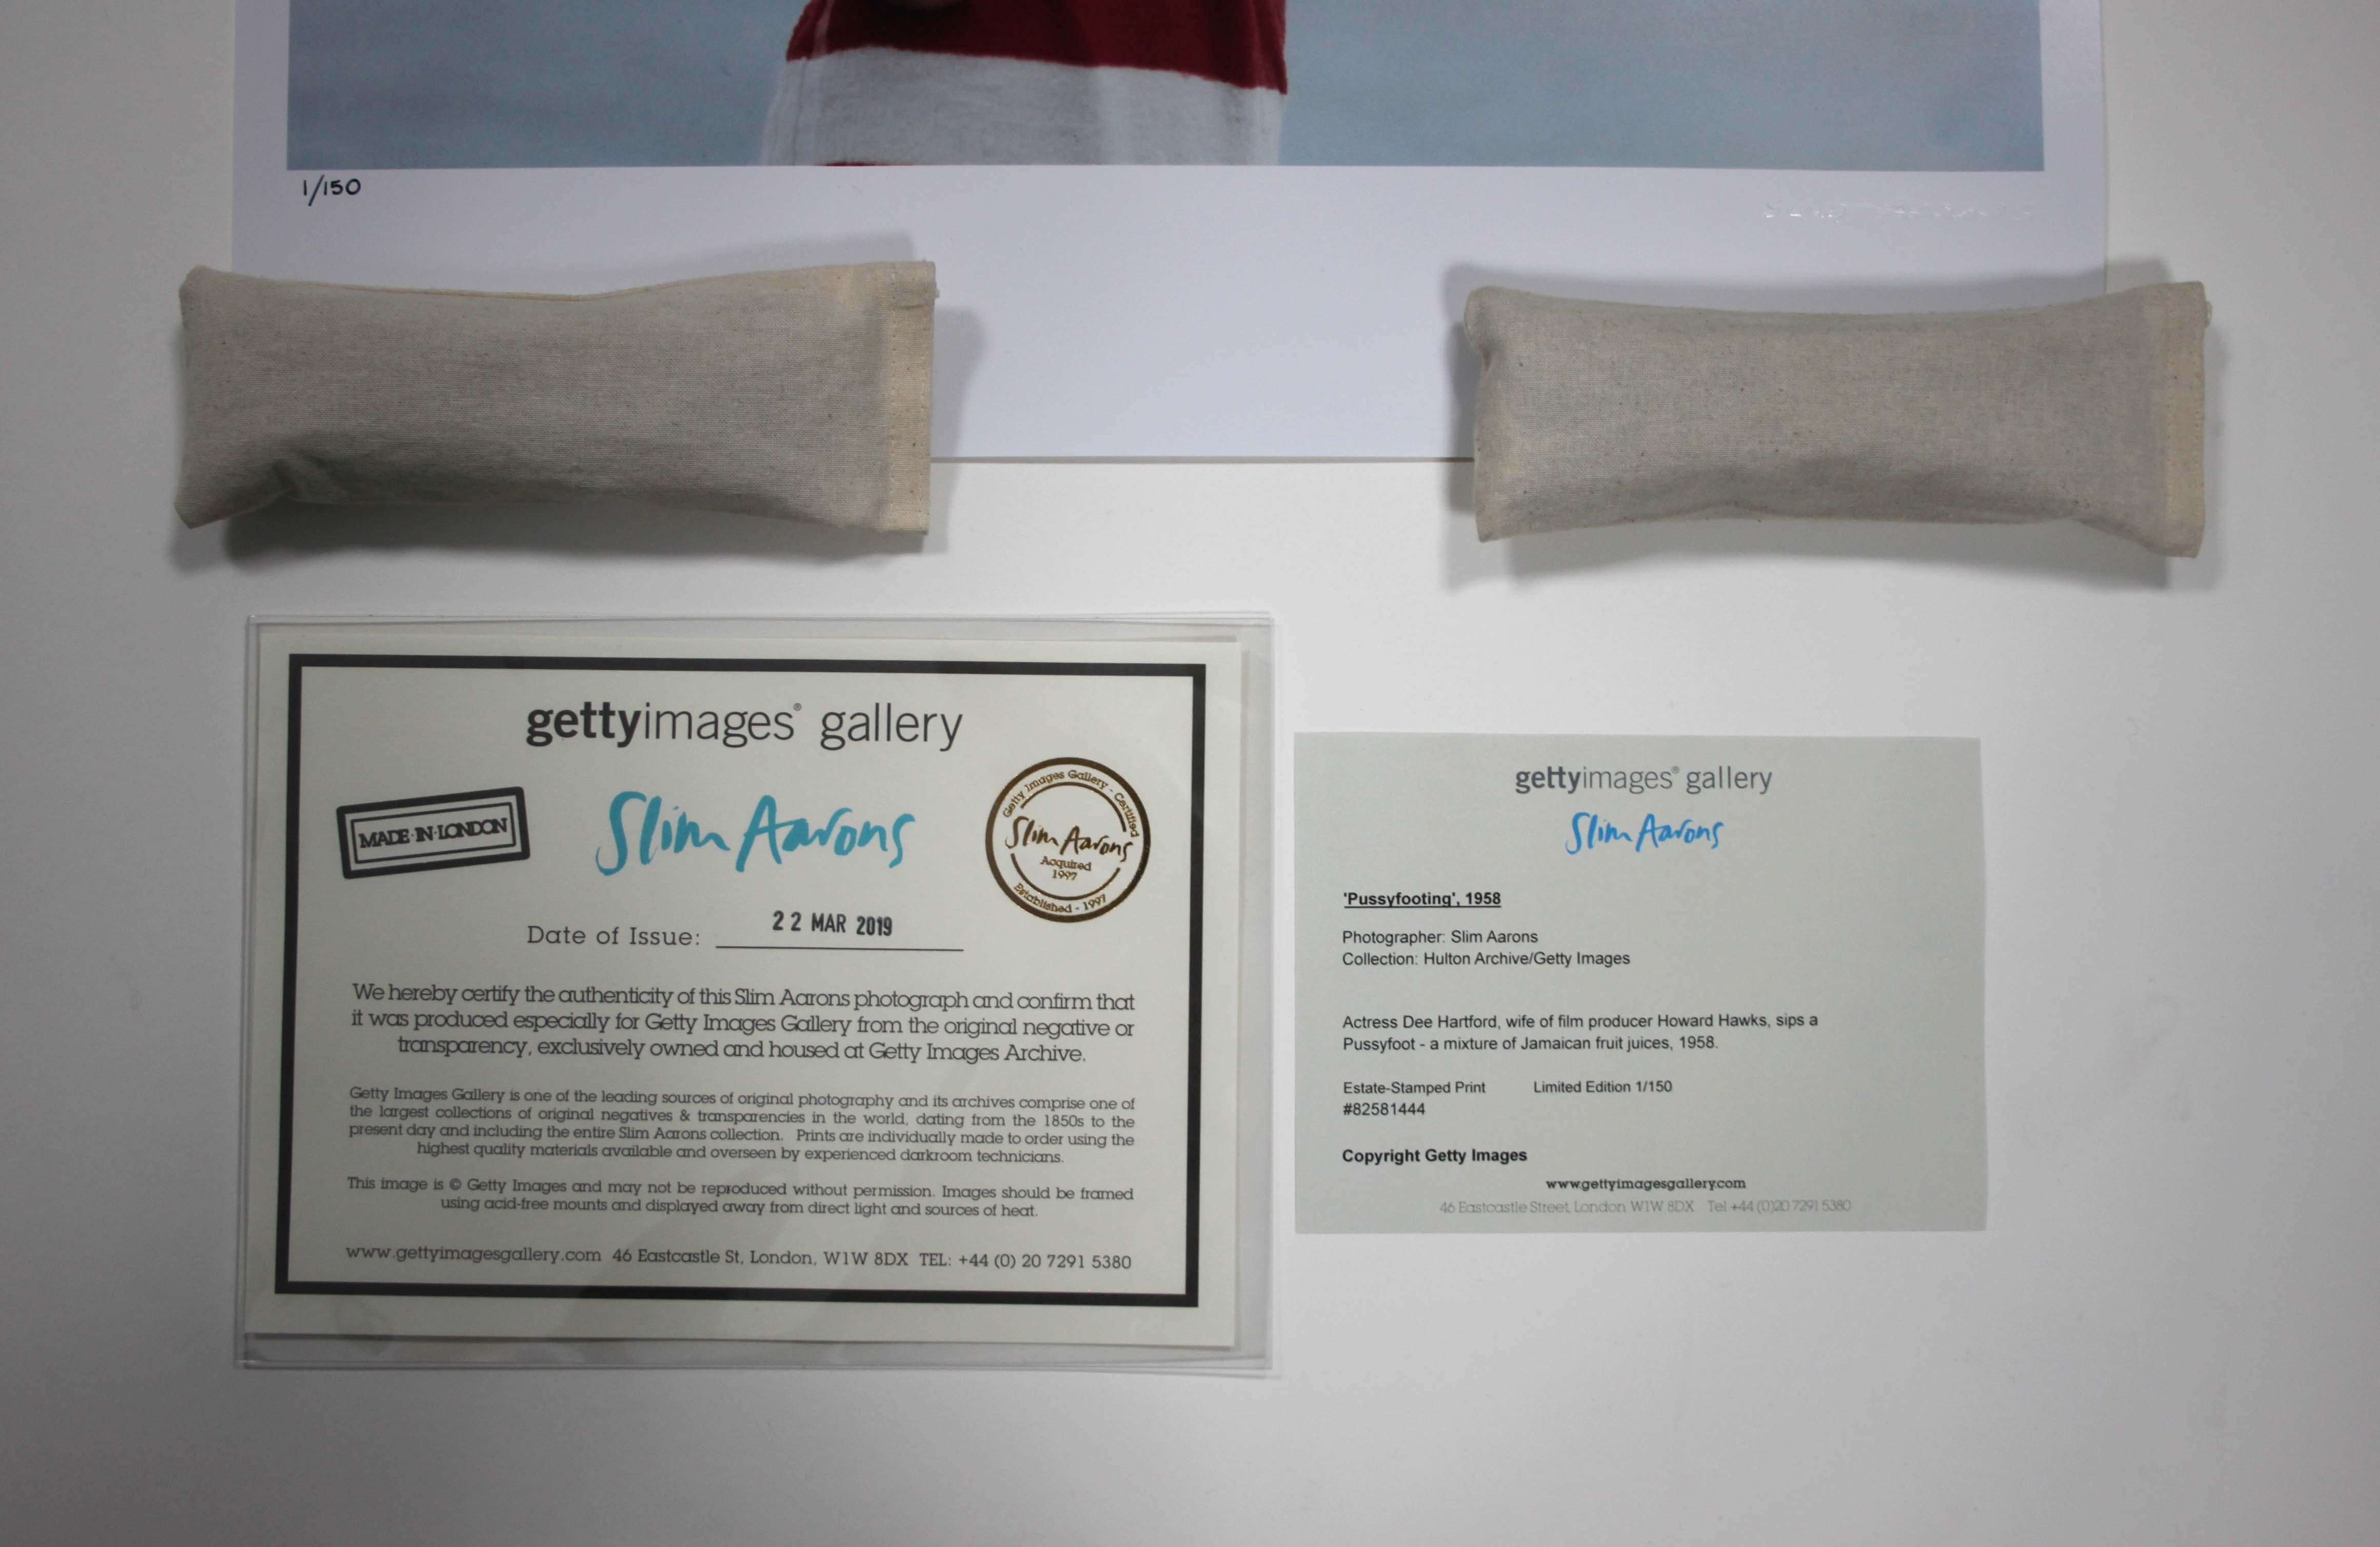 1/150
gettyimages® gallery
MADE·IN·LONDON
Slim Aarons
Getty Images Gallery - Certified
Slim Aarons
Acquired
1997
Established - 1997
Date of Issue: 22 MAR 2019
We hereby certify the authenticity of this Slim Aarons photograph and confirm that
it was produced especially for Getty Images Gallery from the original negative or
transparency, exclusively owned and housed at Getty Images Archive.
Getty Images Gallery is one of the leading sources of original photography and its archives comprise one of
the largest collections of original negatives & transparencies in the world, dating from the 1850s to the
present day and including the entire Slim Aarons collection. Prints are individually made to order using the
highest quality materials available and overseen by experienced darkroom technicians.
This image is © Getty Images and may not be reproduced without permission. Images should be framed
using acid-free mounts and displayed away from direct light and sources of heat.
www.gettyimagesgallery.com 46 Eastcastle St, London, W1W 8DX TEL: +44 (0) 20 7291 5380
gettyimages® gallery
Slim Aarons
'Pussyfooting', 1958
Photographer: Slim Aarons
Collection: Hulton Archive/Getty Images
Actress Dee Hartford, wife of film producer Howard Hawks, sips a
Pussyfoot - a mixture of Jamaican fruit juices, 1958.
Estate-Stamped Print Limited Edition 1/150
#82581444
Copyright Getty Images
www.gettyimagesgallery.com
46 Eastcastle Street, London W1W 8DX Tel +44 (0)20 7291 5380